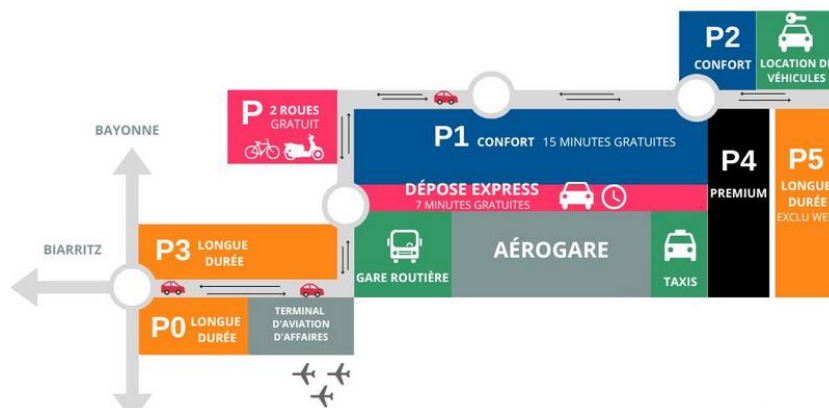 P2
CONFORT
LOCATION DE
VÉHICULES
P 2 ROUES
GRATUIT
BAYONNE
P1 CONFORT 15 MINUTES GRATUITES
P4
PREMIUM
P5
LONGUE
DURÉE
EXCLU WE
DÉPOSE EXPRESS
7 MINUTES GRATUITES
BIARRITZ
P3 LONGUE
DURÉE
GARE ROUTIÈRE
AÉROGARE
TAXIS
P0 LONGUE
DURÉE
TERMINAL
D'AVIATION
D'AFFAIRES